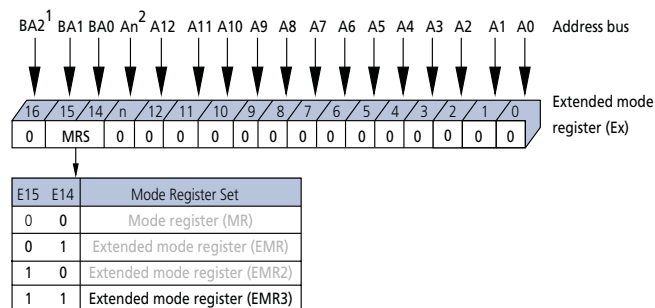 BA2¹ BA1 BA0 An² A12 A11 A10 A9 A8 A7 A6 A5 A4 A3 A2 A1 A0 Address bus
16 15 14 n 12 11 10 9 8 7 6 5 4 3 2 1 0 Extended mode
register (Ex)
0 MRS 0 0 0 0 0 0 0 0 0 0 0 0 0 0
E15 E14 Mode Register Set
0 0 Mode register (MR)
0 1 Extended mode register (EMR)
1 0 Extended mode register (EMR2)
1 1 Extended mode register (EMR3)